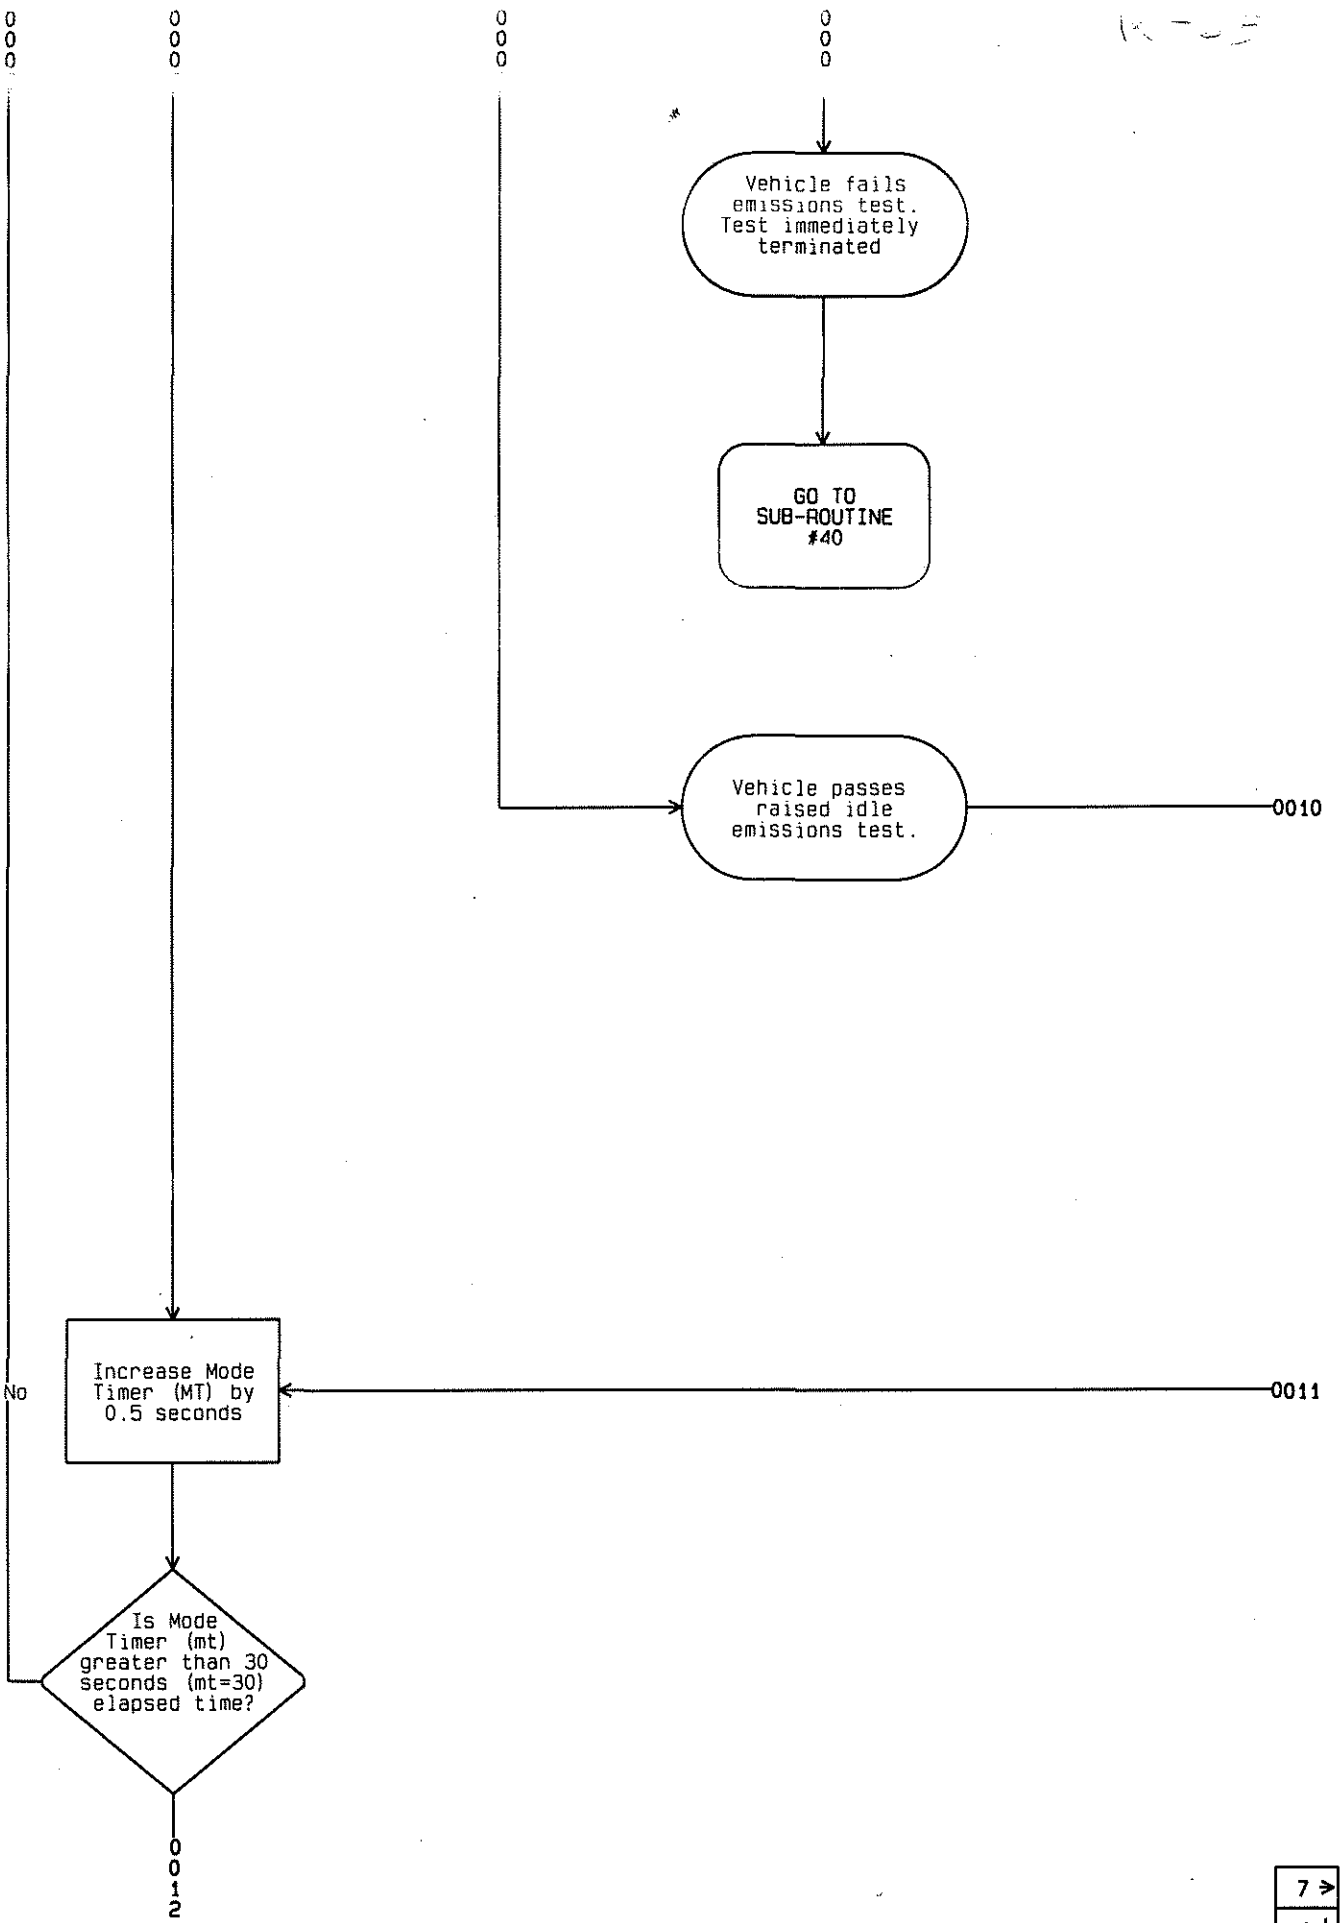 0
0
0
0
0
0
0
0
0
0
0
0
Vehicle fails
emissions test.
Test immediately
terminated
GO TO
SUB-ROUTINE
#40
Vehicle passes
raised idle
emissions test.
0010
No
Increase Mode
Timer (MT) by
0.5 seconds
0011
Is Mode
Timer (mt)
greater than 30
seconds (mt=30)
elapsed time?
0
0
1
2
7